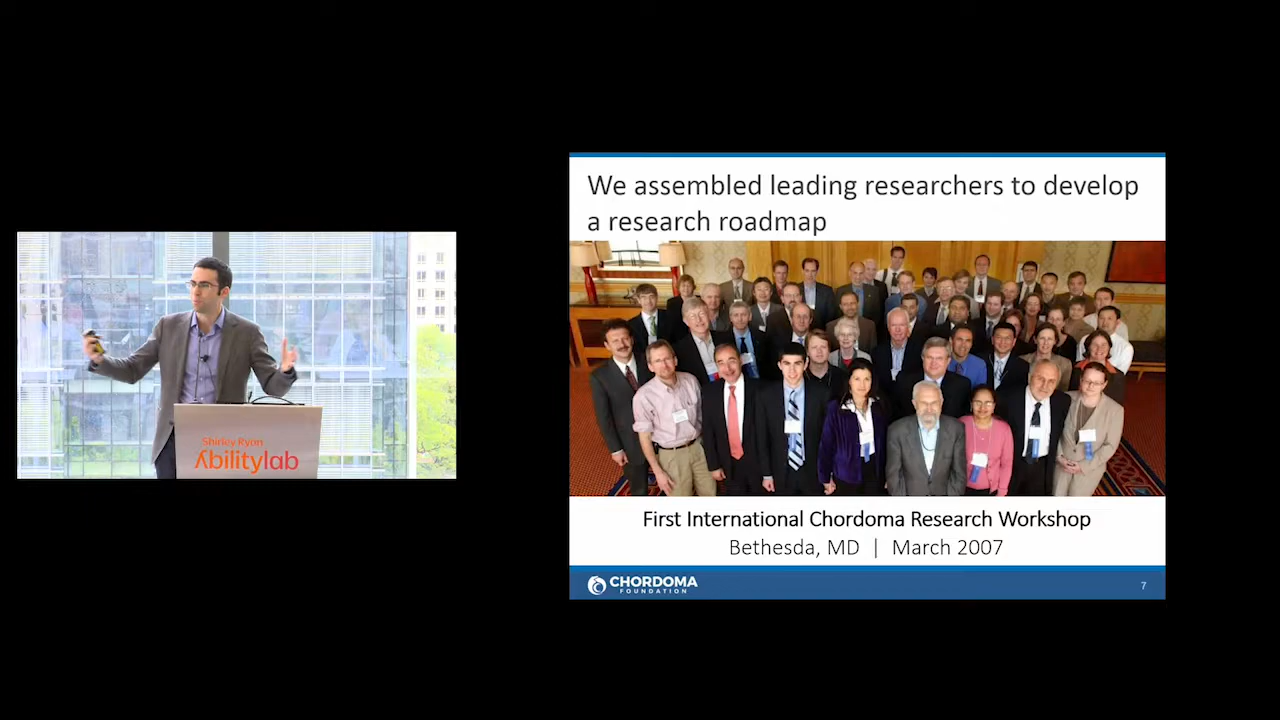 We assembled leading researchers to develop
a research roadmap
First International Chordoma Research Workshop
Bethesda, MD | March 2007
CHORDOMA
FOUNDATION
7
Shirley Ryan
Abilitylab